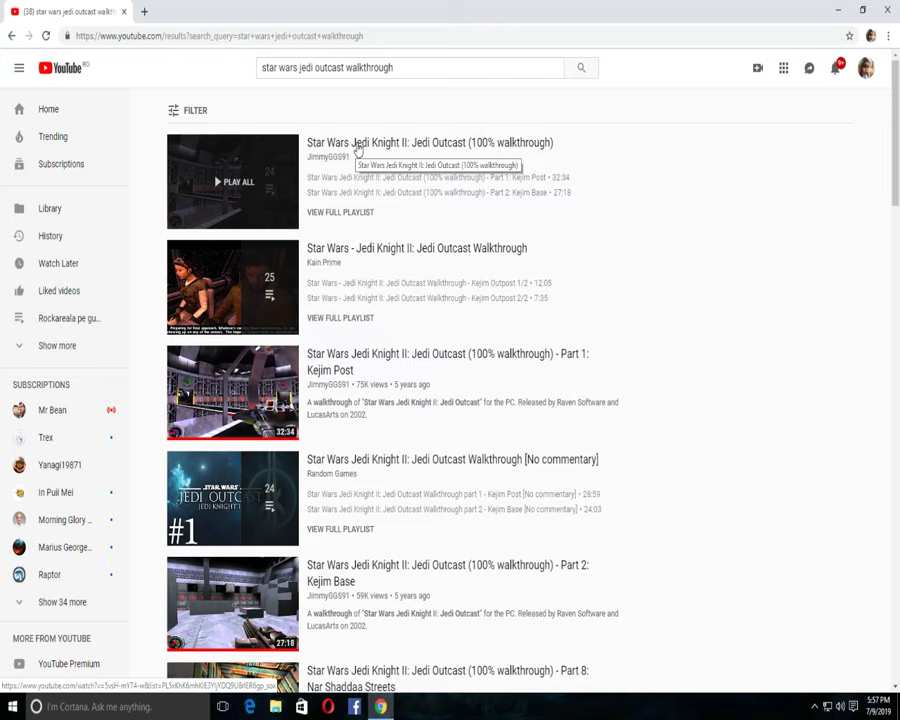 (38) star wars jedi outcast walkth
https://www.youtube.com/results?search_query=star+wars+jedi+outcast+walkthrough
YouTube RO
star wars jedi outcast walkthrough
9+
Home
Trending
Subscriptions
Library
History
Watch Later
Liked videos
Rockareala pe gu...
Show more
SUBSCRIPTIONS
Mr Bean
Trex
Yanagi19871
In Puii Mei
Morning Glory ...
Marius George...
Raptor
Show 34 more
MORE FROM YOUTUBE
YouTube Premium
FILTER
24
PLAY ALL
Star Wars Jedi Knight II: Jedi Outcast (100% walkthrough)
JimmyGGS91
Star Wars Jedi Knight II: Jedi Outcast (100% walkthrough)
Star Wars Jedi Knight II: Jedi Outcast (100% walkthrough) - Part 1: Kejim Post • 32:34
Star Wars Jedi Knight II: Jedi Outcast (100% walkthrough) - Part 2: Kejim Base • 27:18
VIEW FULL PLAYLIST
25
Star Wars - Jedi Knight II: Jedi Outcast Walkthrough
Kain Prime
Star Wars - Jedi Knight II: Jedi Outcast Walkthrough - Kejim Outpost 1/2 • 12:05
Star Wars - Jedi Knight II: Jedi Outcast Walkthrough - Kejim Outpost 2/2 • 7:35
VIEW FULL PLAYLIST
32:34
Star Wars Jedi Knight II: Jedi Outcast (100% walkthrough) - Part 1:
Kejim Post
JimmyGGS91 • 75K views • 5 years ago
A walkthrough of "Star Wars Jedi Knight II: Jedi Outcast" for the PC. Released by Raven Software and
LucasArts on 2002.
STAR WARS
JEDI OUTCAST
JEDI KNIGHT II
#1
24
Star Wars Jedi Knight II: Jedi Outcast Walkthrough [No commentary]
Random Games
Star Wars Jedi Knight II: Jedi Outcast Walkthrough part 1 - Kejim Post [No commentary] • 28:59
Star Wars Jedi Knight II: Jedi Outcast Walkthrough part 2 - Kejim Base [No commentary] • 24:03
VIEW FULL PLAYLIST
27:18
Star Wars Jedi Knight II: Jedi Outcast (100% walkthrough) - Part 2:
Kejim Base
JimmyGGS91 • 59K views • 5 years ago
A walkthrough of "Star Wars Jedi Knight II: Jedi Outcast" for the PC. Released by Raven Software and
LucasArts on 2002.
Star Wars Jedi Knight II: Jedi Outcast (100% walkthrough) - Part 8:
Nar Shaddaa Streets
I'm Cortana. Ask me anything.
5:57 PM
7/9/2019